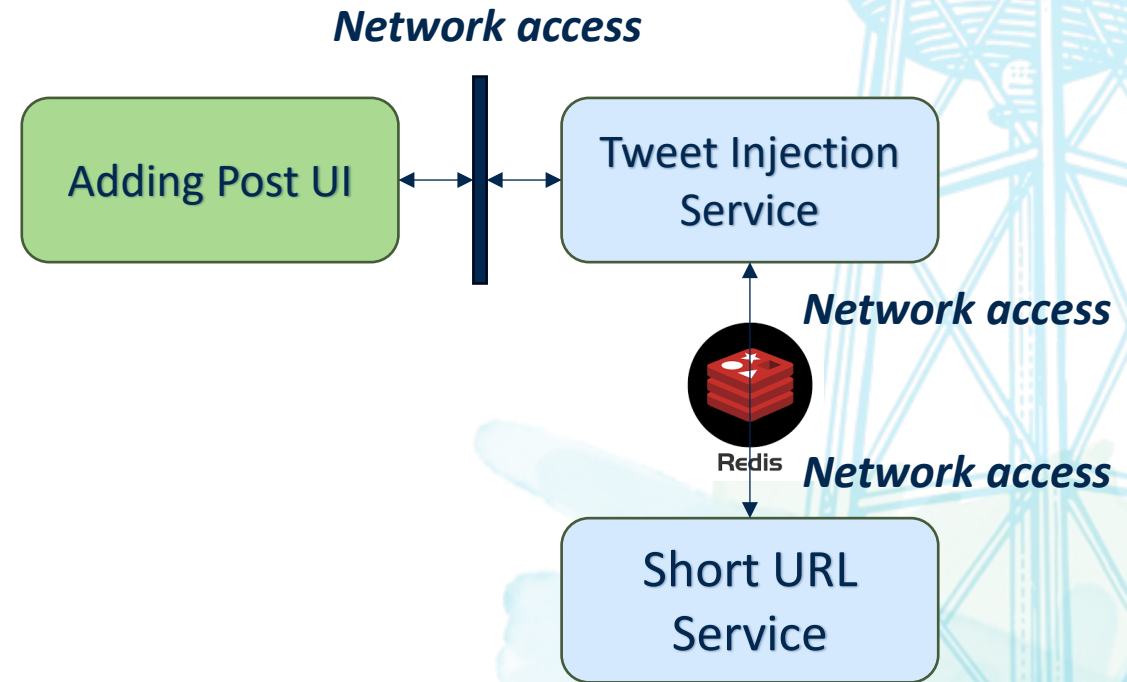 Network access
Adding Post UI
Tweet Injection
Service
Network access
Redis
Network access
Short URL
Service